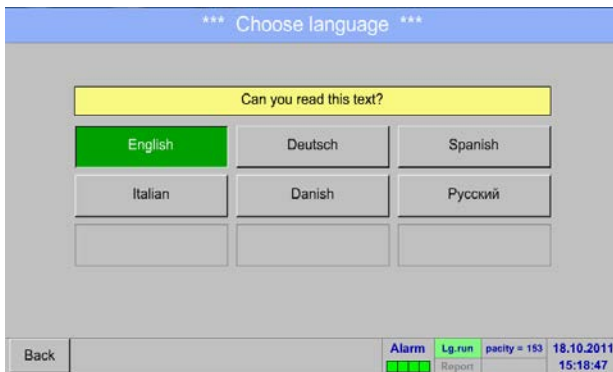 *** Choose language ***
Can you read this text?
English Deutsch Spanish
Italian Danish Русский
Back Alarm Lg.run pacity = 153 18.10.2011
Report 15:18:47